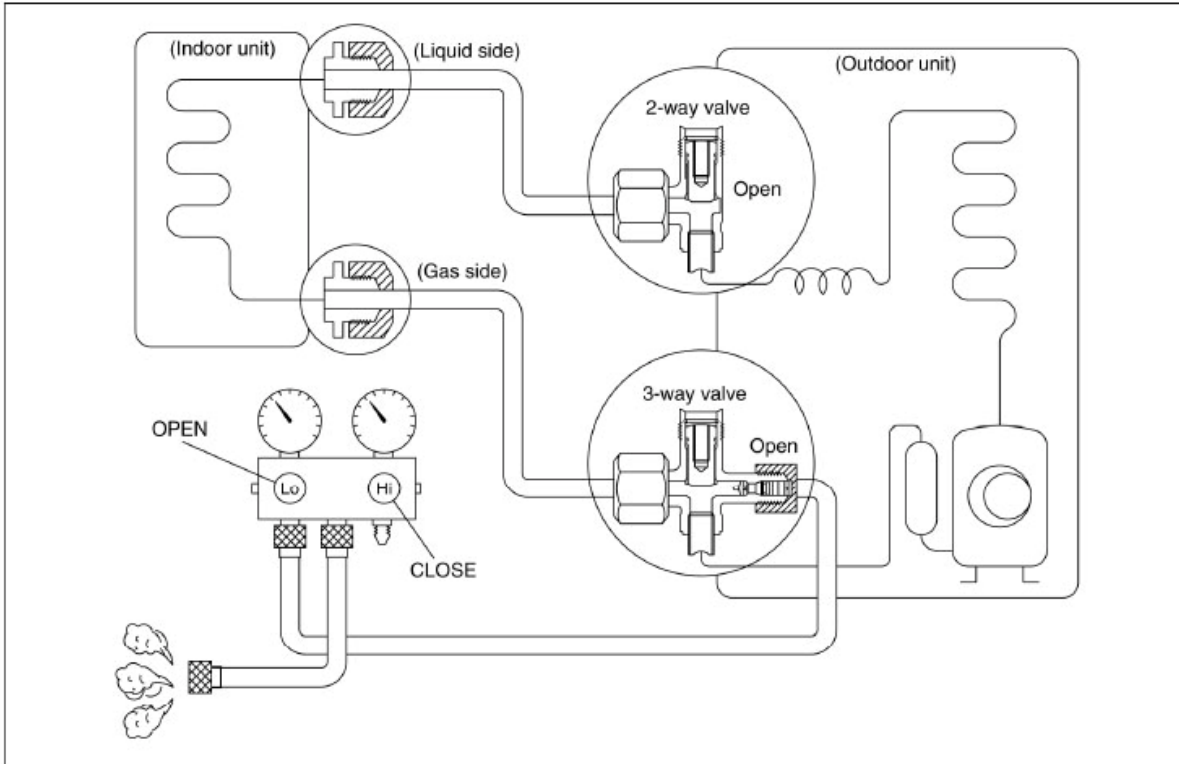 (Indoor unit)
(Liquid side)
(Outdoor unit)
2-way valve
Open
(Gas side)
3-way valve
Open
OPEN
Lo
Hi
CLOSE